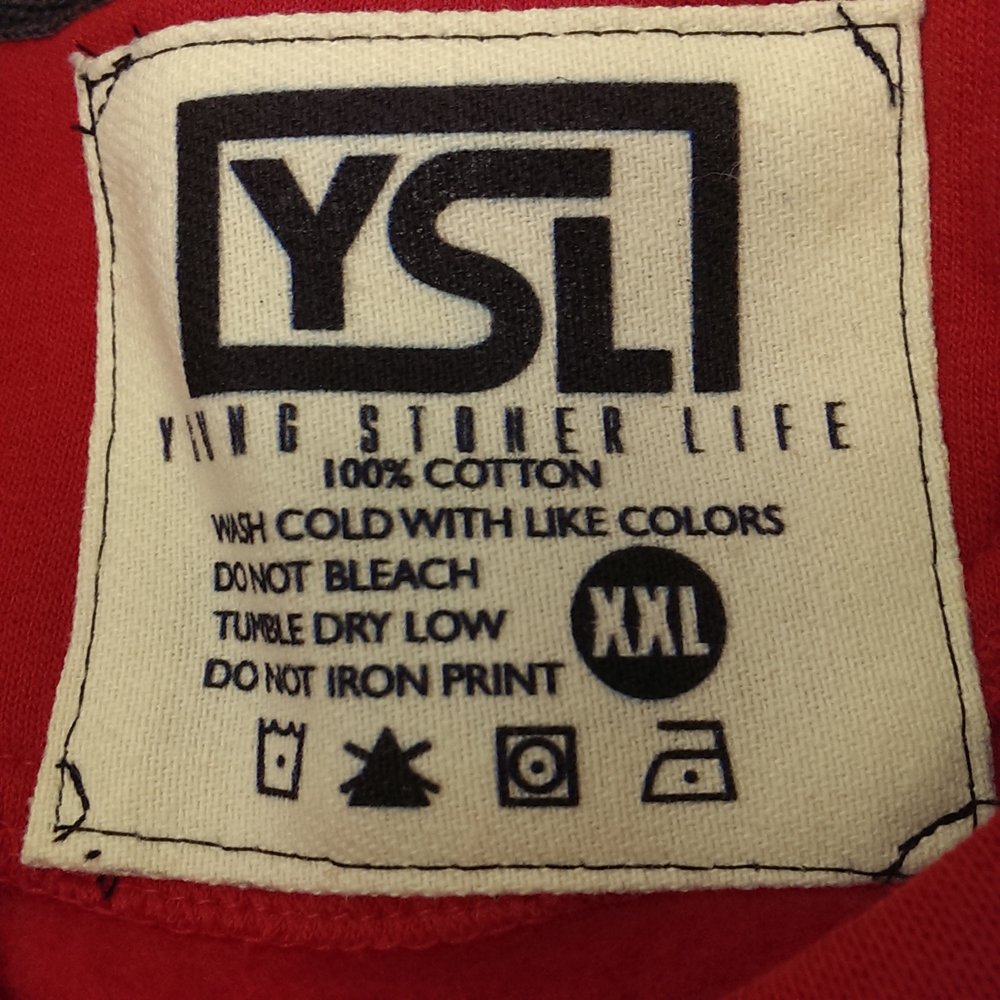 YSL
YUNG STONER LIFE
100% COTTON
WASH COLD WITH LIKE COLORS
DO NOT BLEACH
TUMBLE DRY LOW
DO NOT IRON PRINT
XXL